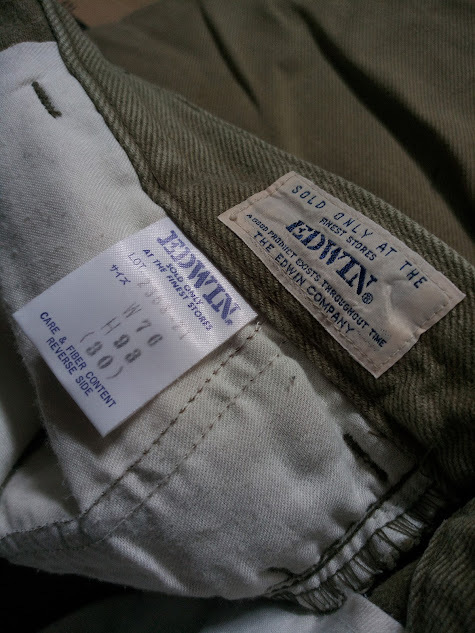 SOLD ONLY AT THE
FINEST STORES
EDWIN®
A GOOD PRODUCT EXISTS THROUGHOUT TIME
THE EDWIN COMPANY
EDWIN
SOLD ONLY
AT THE FINEST STORES
LOT
サイズ W76
H98
(30)
CARE & FIBER CONTENT
REVERSE SIDE